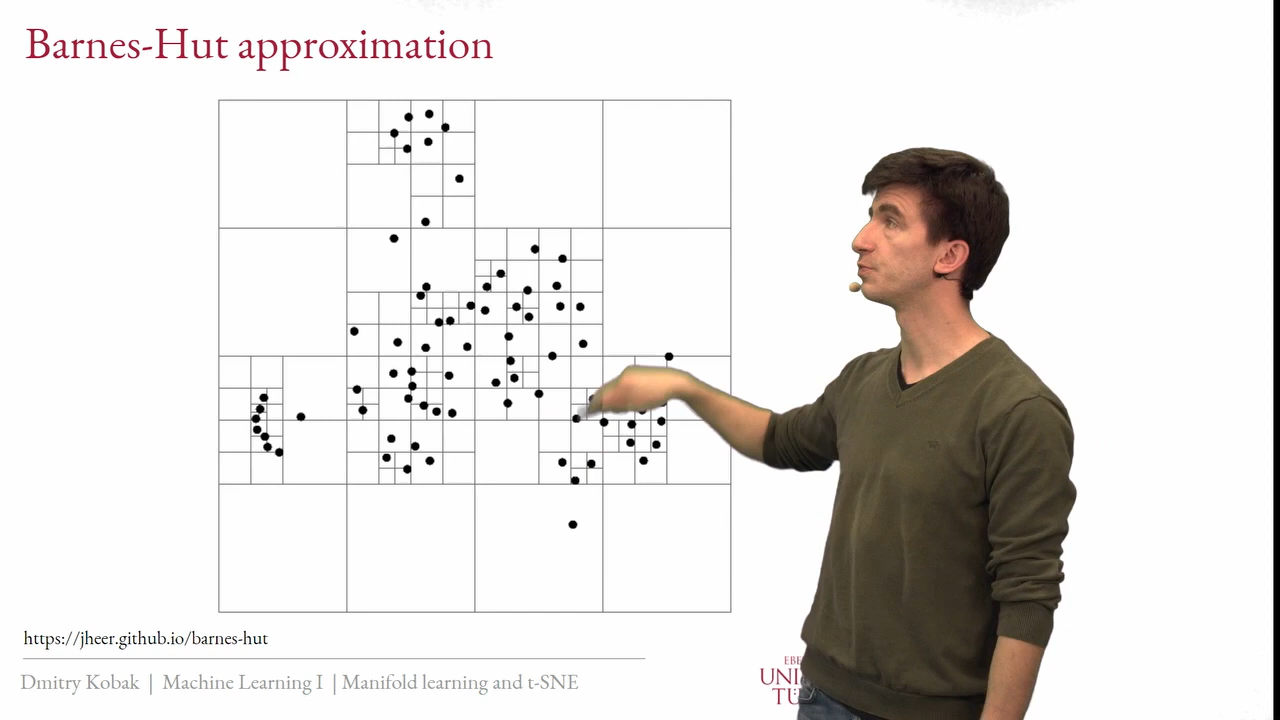 Barnes-Hut approximation
https://jheer.github.io/barnes-hut
Dmitry Kobak | Machine Learning I | Manifold learning and t-SNE